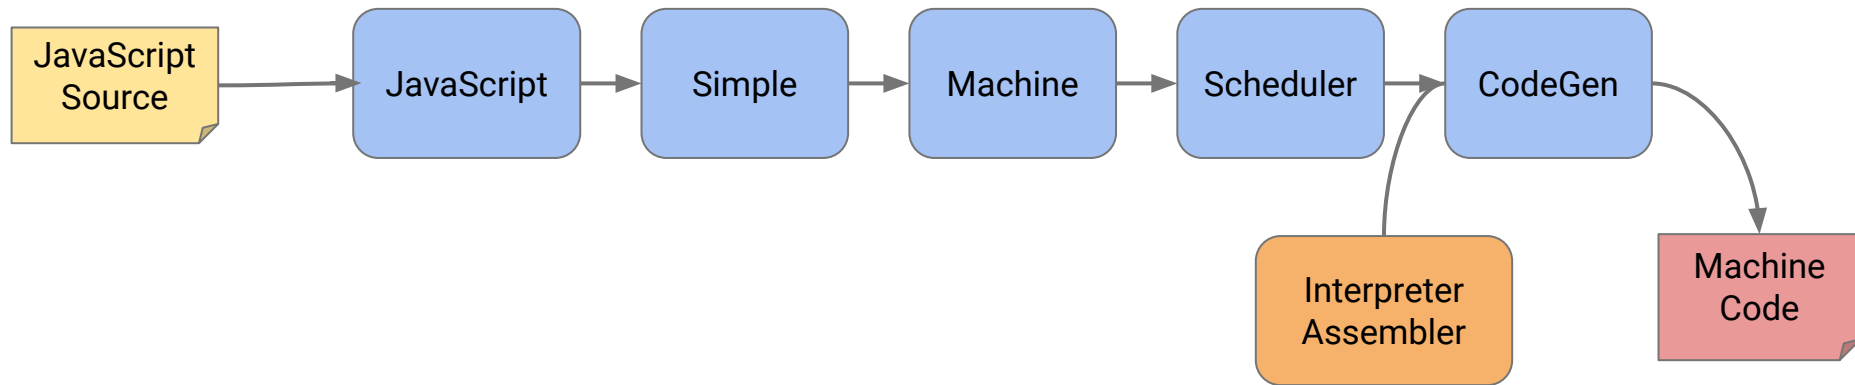 JavaScript
Source
JavaScript
Simple
Machine
Scheduler
CodeGen
Interpreter
Assembler
Machine
Code